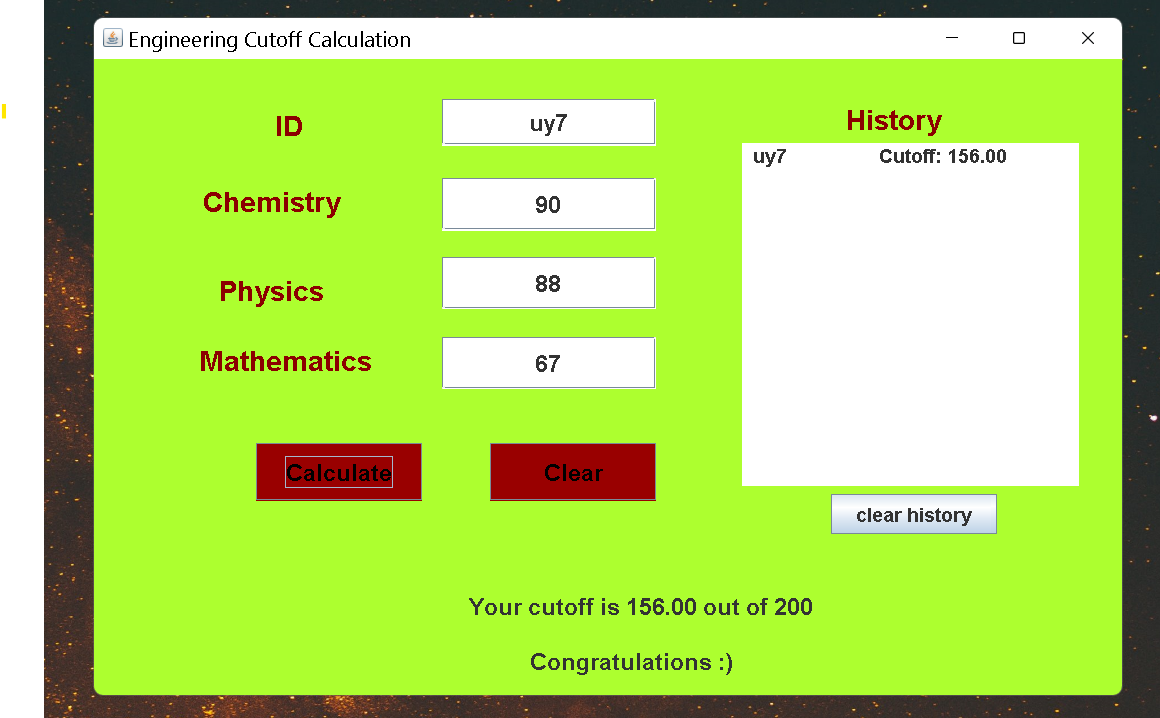 Engineering Cutoff Calculation
ID
uy7
Chemistry
90
Physics
88
Mathematics
67
Calculate
Clear
History
uy7 Cutoff: 156.00
clear history
Your cutoff is 156.00 out of 200
Congratulations :)